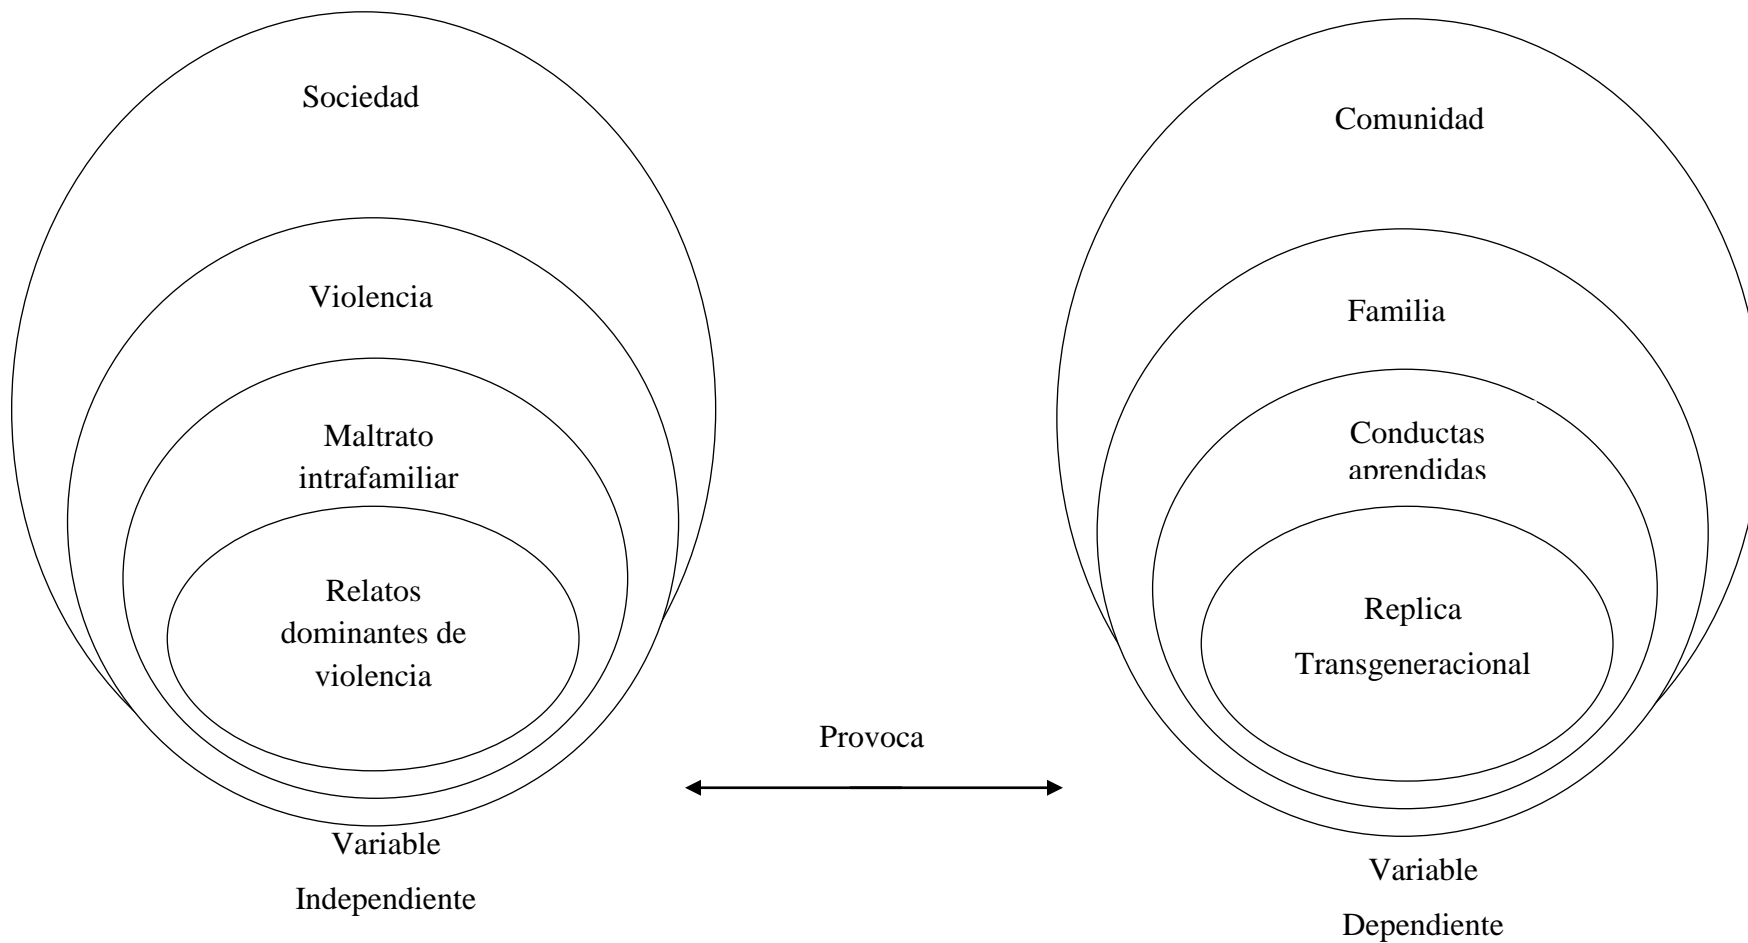 Sociedad
Violencia
Maltrato
intrafamiliar
Relatos
dominantes de
violencia
Variable
Independiente
Provoca
Comunidad
Familia
Conductas
aprendidas
Replica
Transgeneracional
Variable
Dependiente